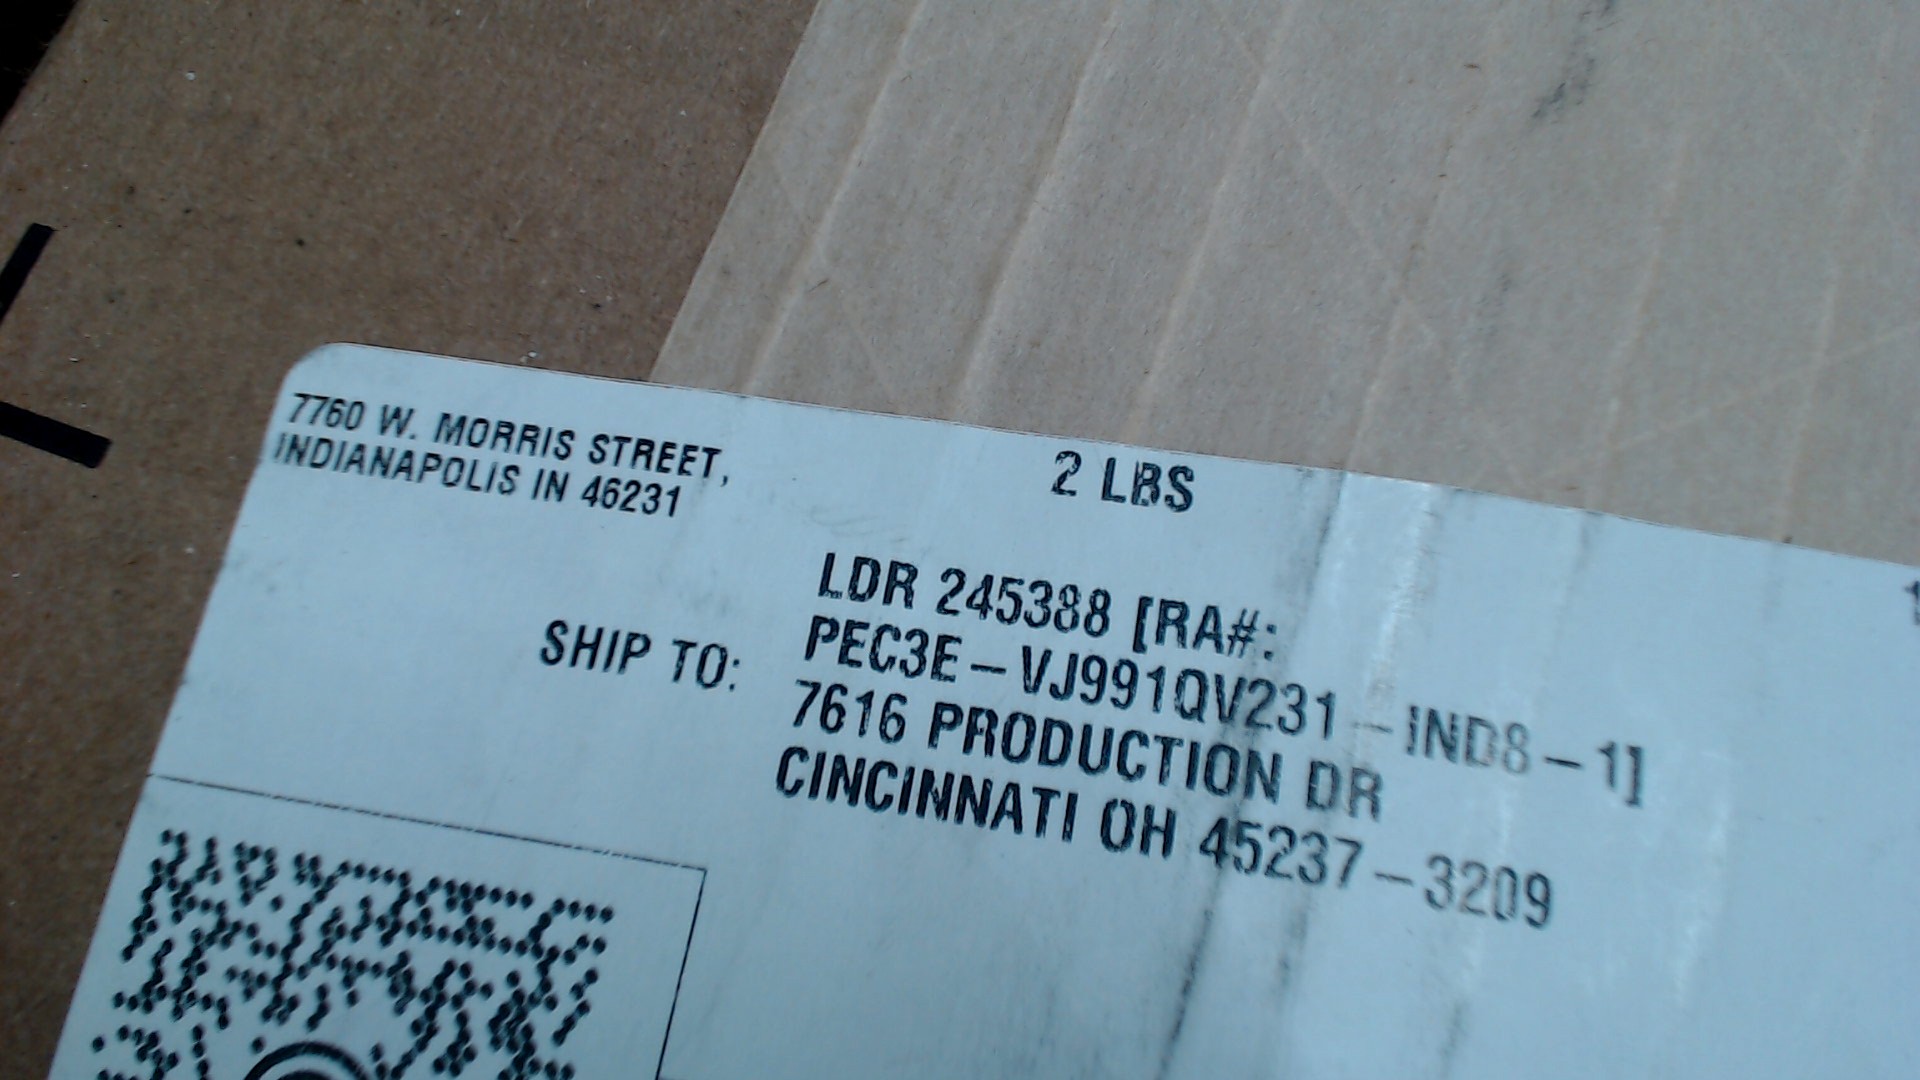 7760 W. MORRIS STREET,
INDIANAPOLIS IN 46231
2 LBS
SHIP TO:
LDR 245388 [RA#:
PEC3E-VJ991QV231-IND8-1]
7616 PRODUCTION DR
CINCINNATI OH 45237-3209